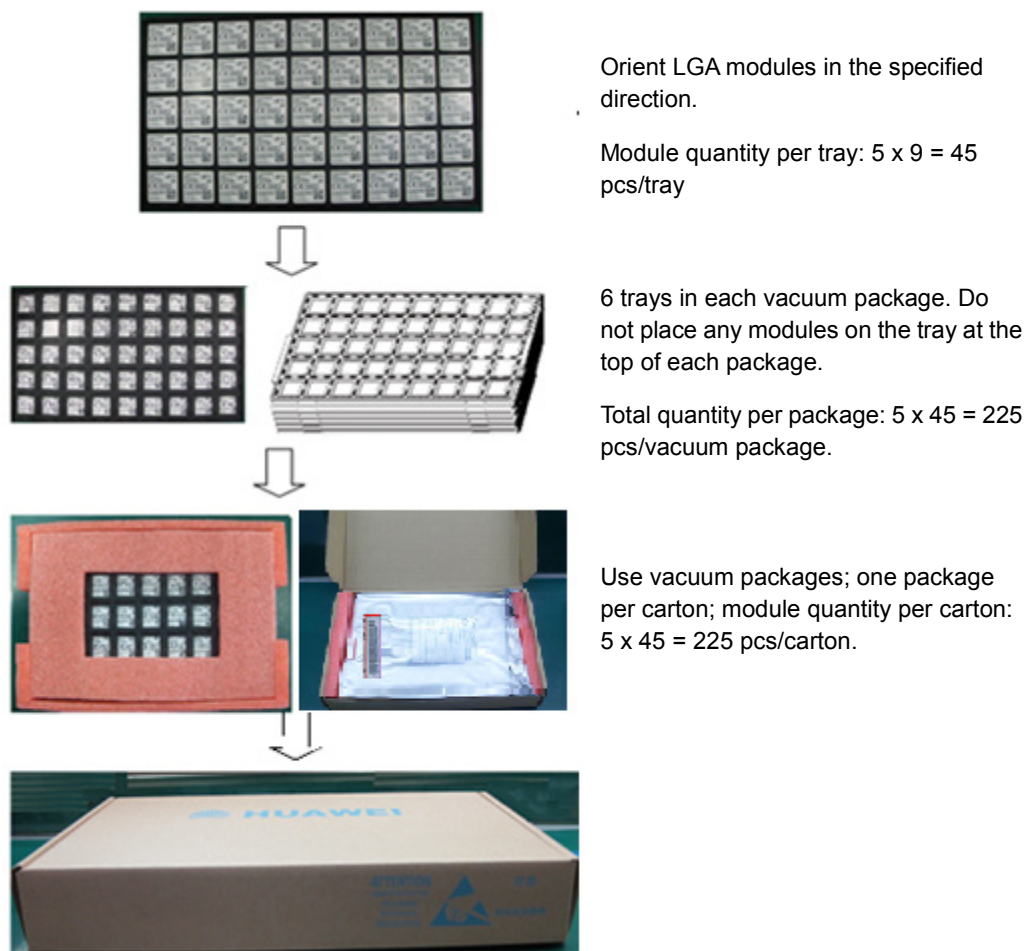 Orient LGA modules in the specified
direction.
Module quantity per tray: 5 x 9 = 45
pcs/tray
6 trays in each vacuum package. Do
not place any modules on the tray at the
top of each package.
Total quantity per package: 5 x 45 = 225
pcs/vacuum package.
Use vacuum packages; one package
per carton; module quantity per carton:
5 x 45 = 225 pcs/carton.
HUAWEI
ATTENTION